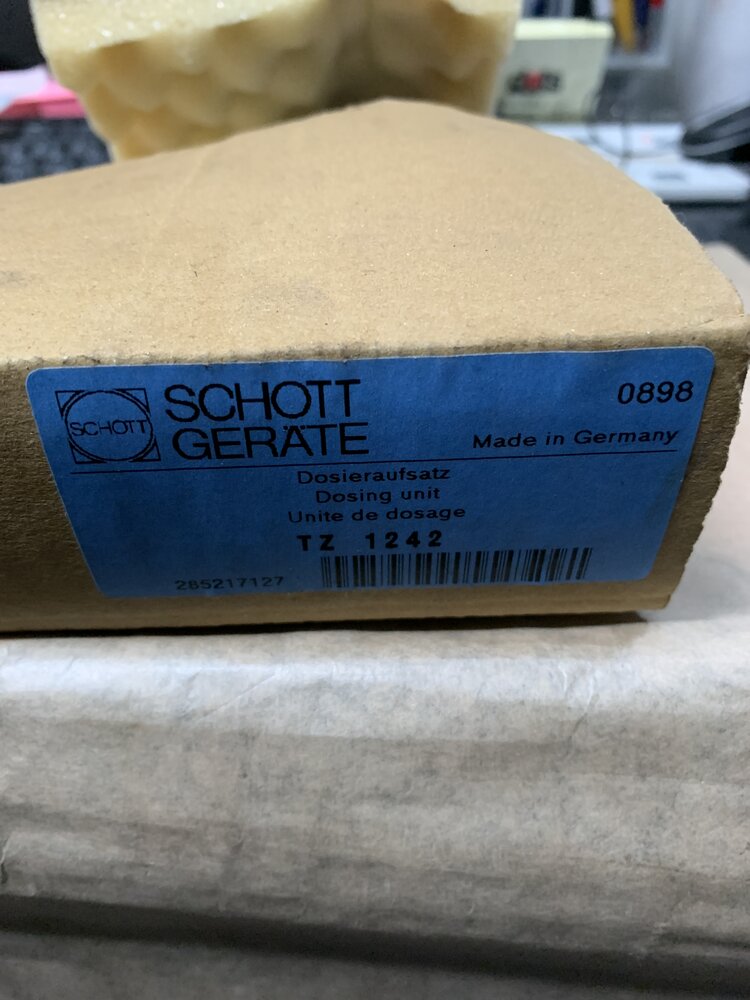 SCHOTT
SCHOTT
GERÄTE
0898
Made in Germany
Dosieraufsatz
Dosing unit
Unite de dosage
TZ 1242
285217127